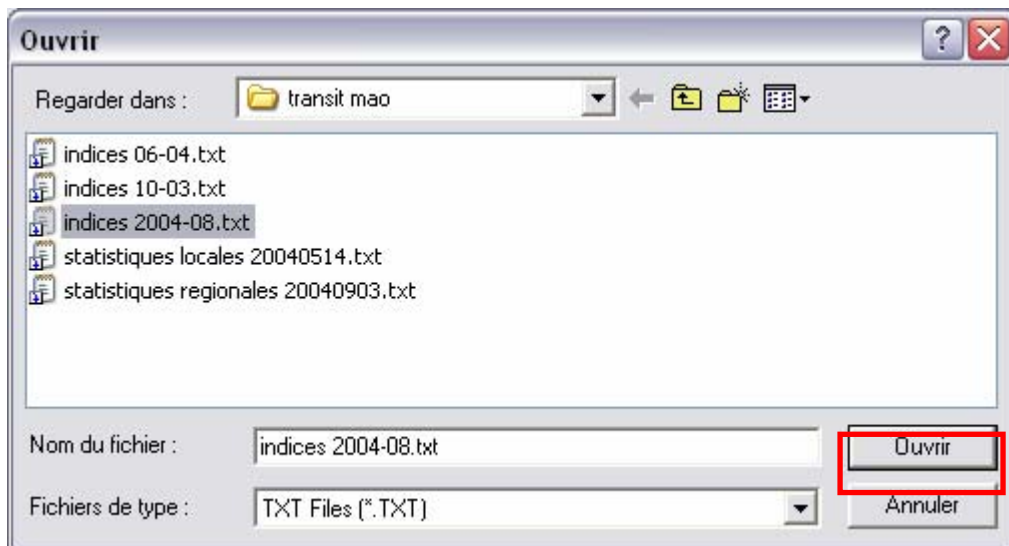 Ouvrir
Regarder dans : transit mao
indices 06-04.txt
indices 10-03.txt
indices 2004-08.txt
statistiques locales 20040514.txt
statistiques regionales 20040903.txt
Nom du fichier : indices 2004-08.txt Ouvrir
Fichiers de type : TXT Files (*.TXT) Annuler